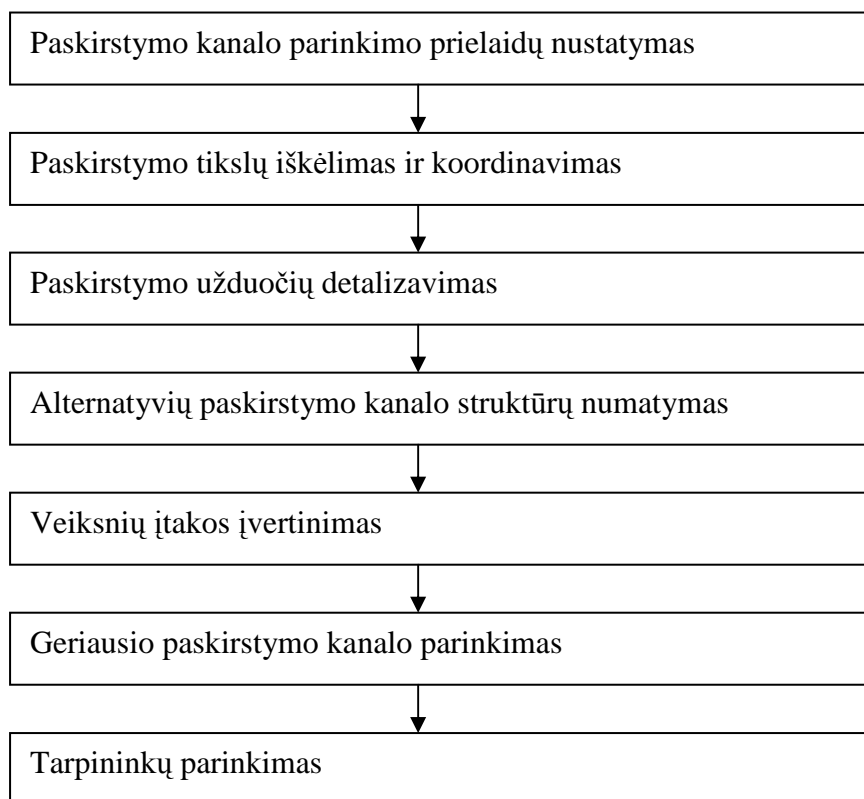 Paskirstymo kanalo parinkimo prielaidų nustatymas
Paskirstymo tikslų iškėlimas ir koordinavimas
Paskirstymo užduočių detalizavimas
Alternatyvių paskirstymo kanalo struktūrų numatymas
Veiksnių įtakos įvertinimas
Geriausio paskirstymo kanalo parinkimas
Tarpininkų parinkimas